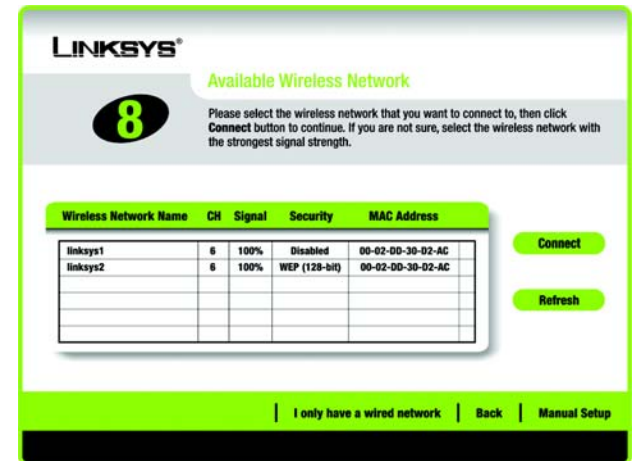 LINKSYS®
Available Wireless Network
8
Please select the wireless network that you want to connect to, then click
Connect button to continue. If you are not sure, select the wireless network with
the strongest signal strength.
Wireless Network Name CH Signal Security MAC Address
linksys1 6 100% Disabled 00-02-DD-30-D2-AC
linksys2 6 100% WEP (128-bit) 00-02-DD-30-D2-AC
Connect
Refresh
I only have a wired network | Back | Manual Setup